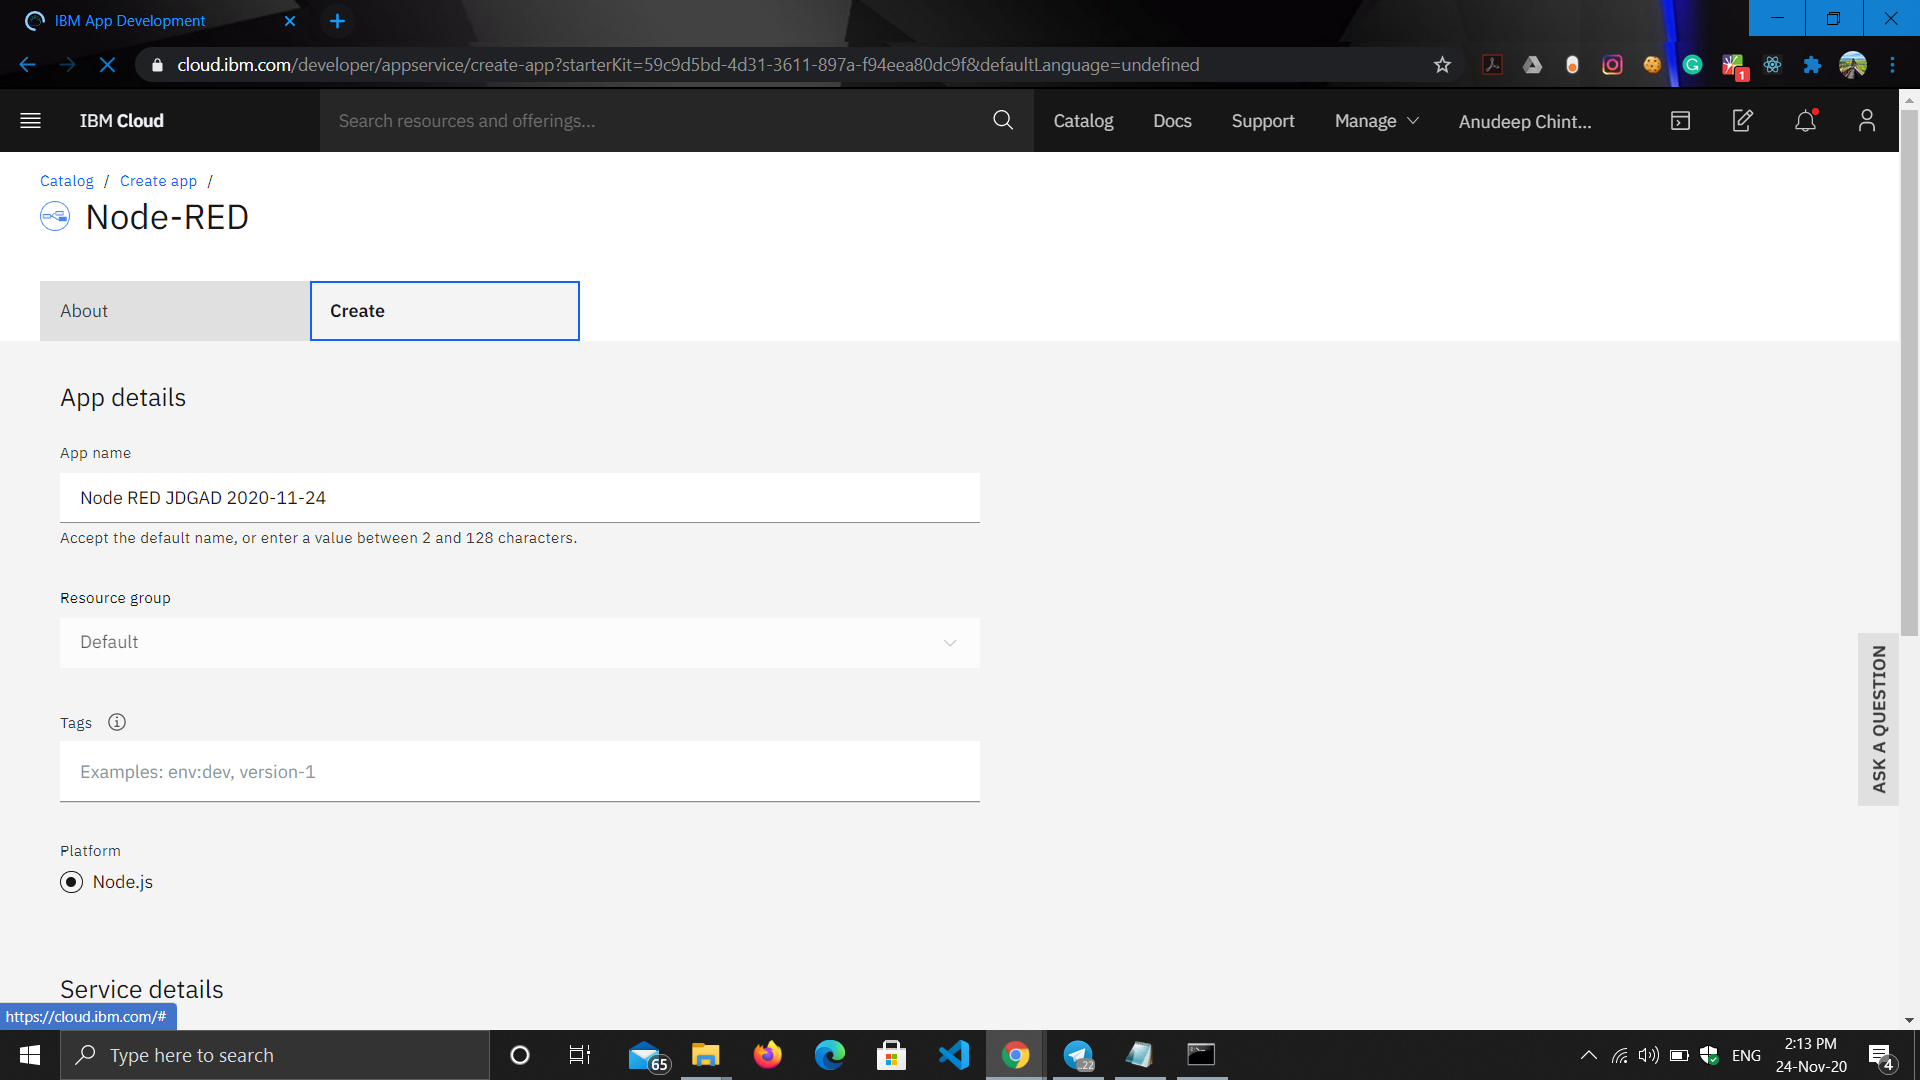 IBM App Development
cloud.ibm.com/developer/appservice/create-app?starterKit=59c9d5bd-4d31-3611-897a-f94eea80dc9f&defaultLanguage=undefined
1
IBM Cloud
Search resources and offerings...
Catalog
Docs
Support
Manage
Anudeep Chint...
Catalog / Create app /
Node-RED
About
Create
App details
App name
Node RED JDGAD 2020-11-24
Accept the default name, or enter a value between 2 and 128 characters.
Resource group
Default
Tags
Examples: env:dev, version-1
Platform
Node.js
ASK A QUESTION
Service details
https://cloud.ibm.com/#
Type here to search
65
..22
ENG
2:13 PM
24-Nov-20
4